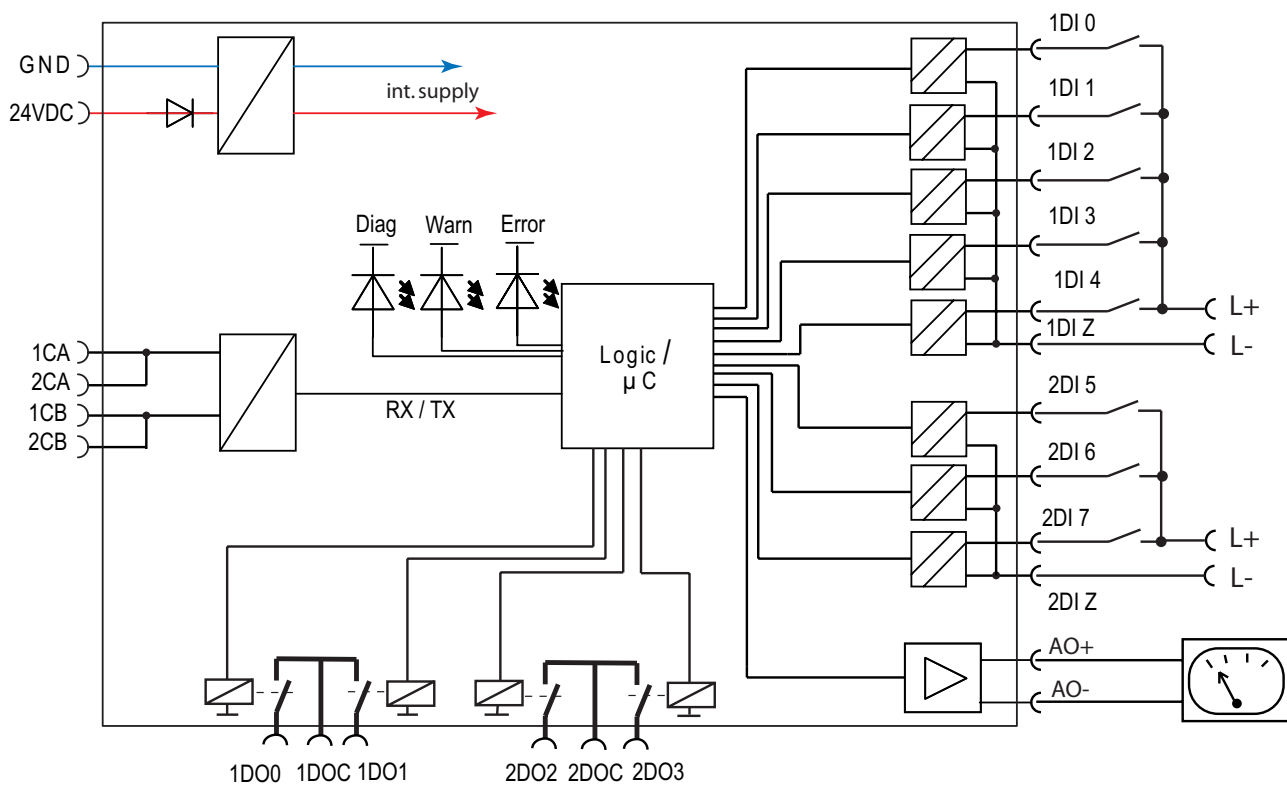 GND
24VDC
int. supply
Diag
Warn
Error
1CA
2CA
1CB
2CB
RX / TX
Logic /
µ C
1DI 0
1DI 1
1DI 2
1DI 3
1DI 4
1DI Z
L+
L-
2DI 5
2DI 6
2DI 7
2DI Z
L+
L-
AO+
AO-
1DO0
1DOC
1DO1
2DO2
2DOC
2DO3